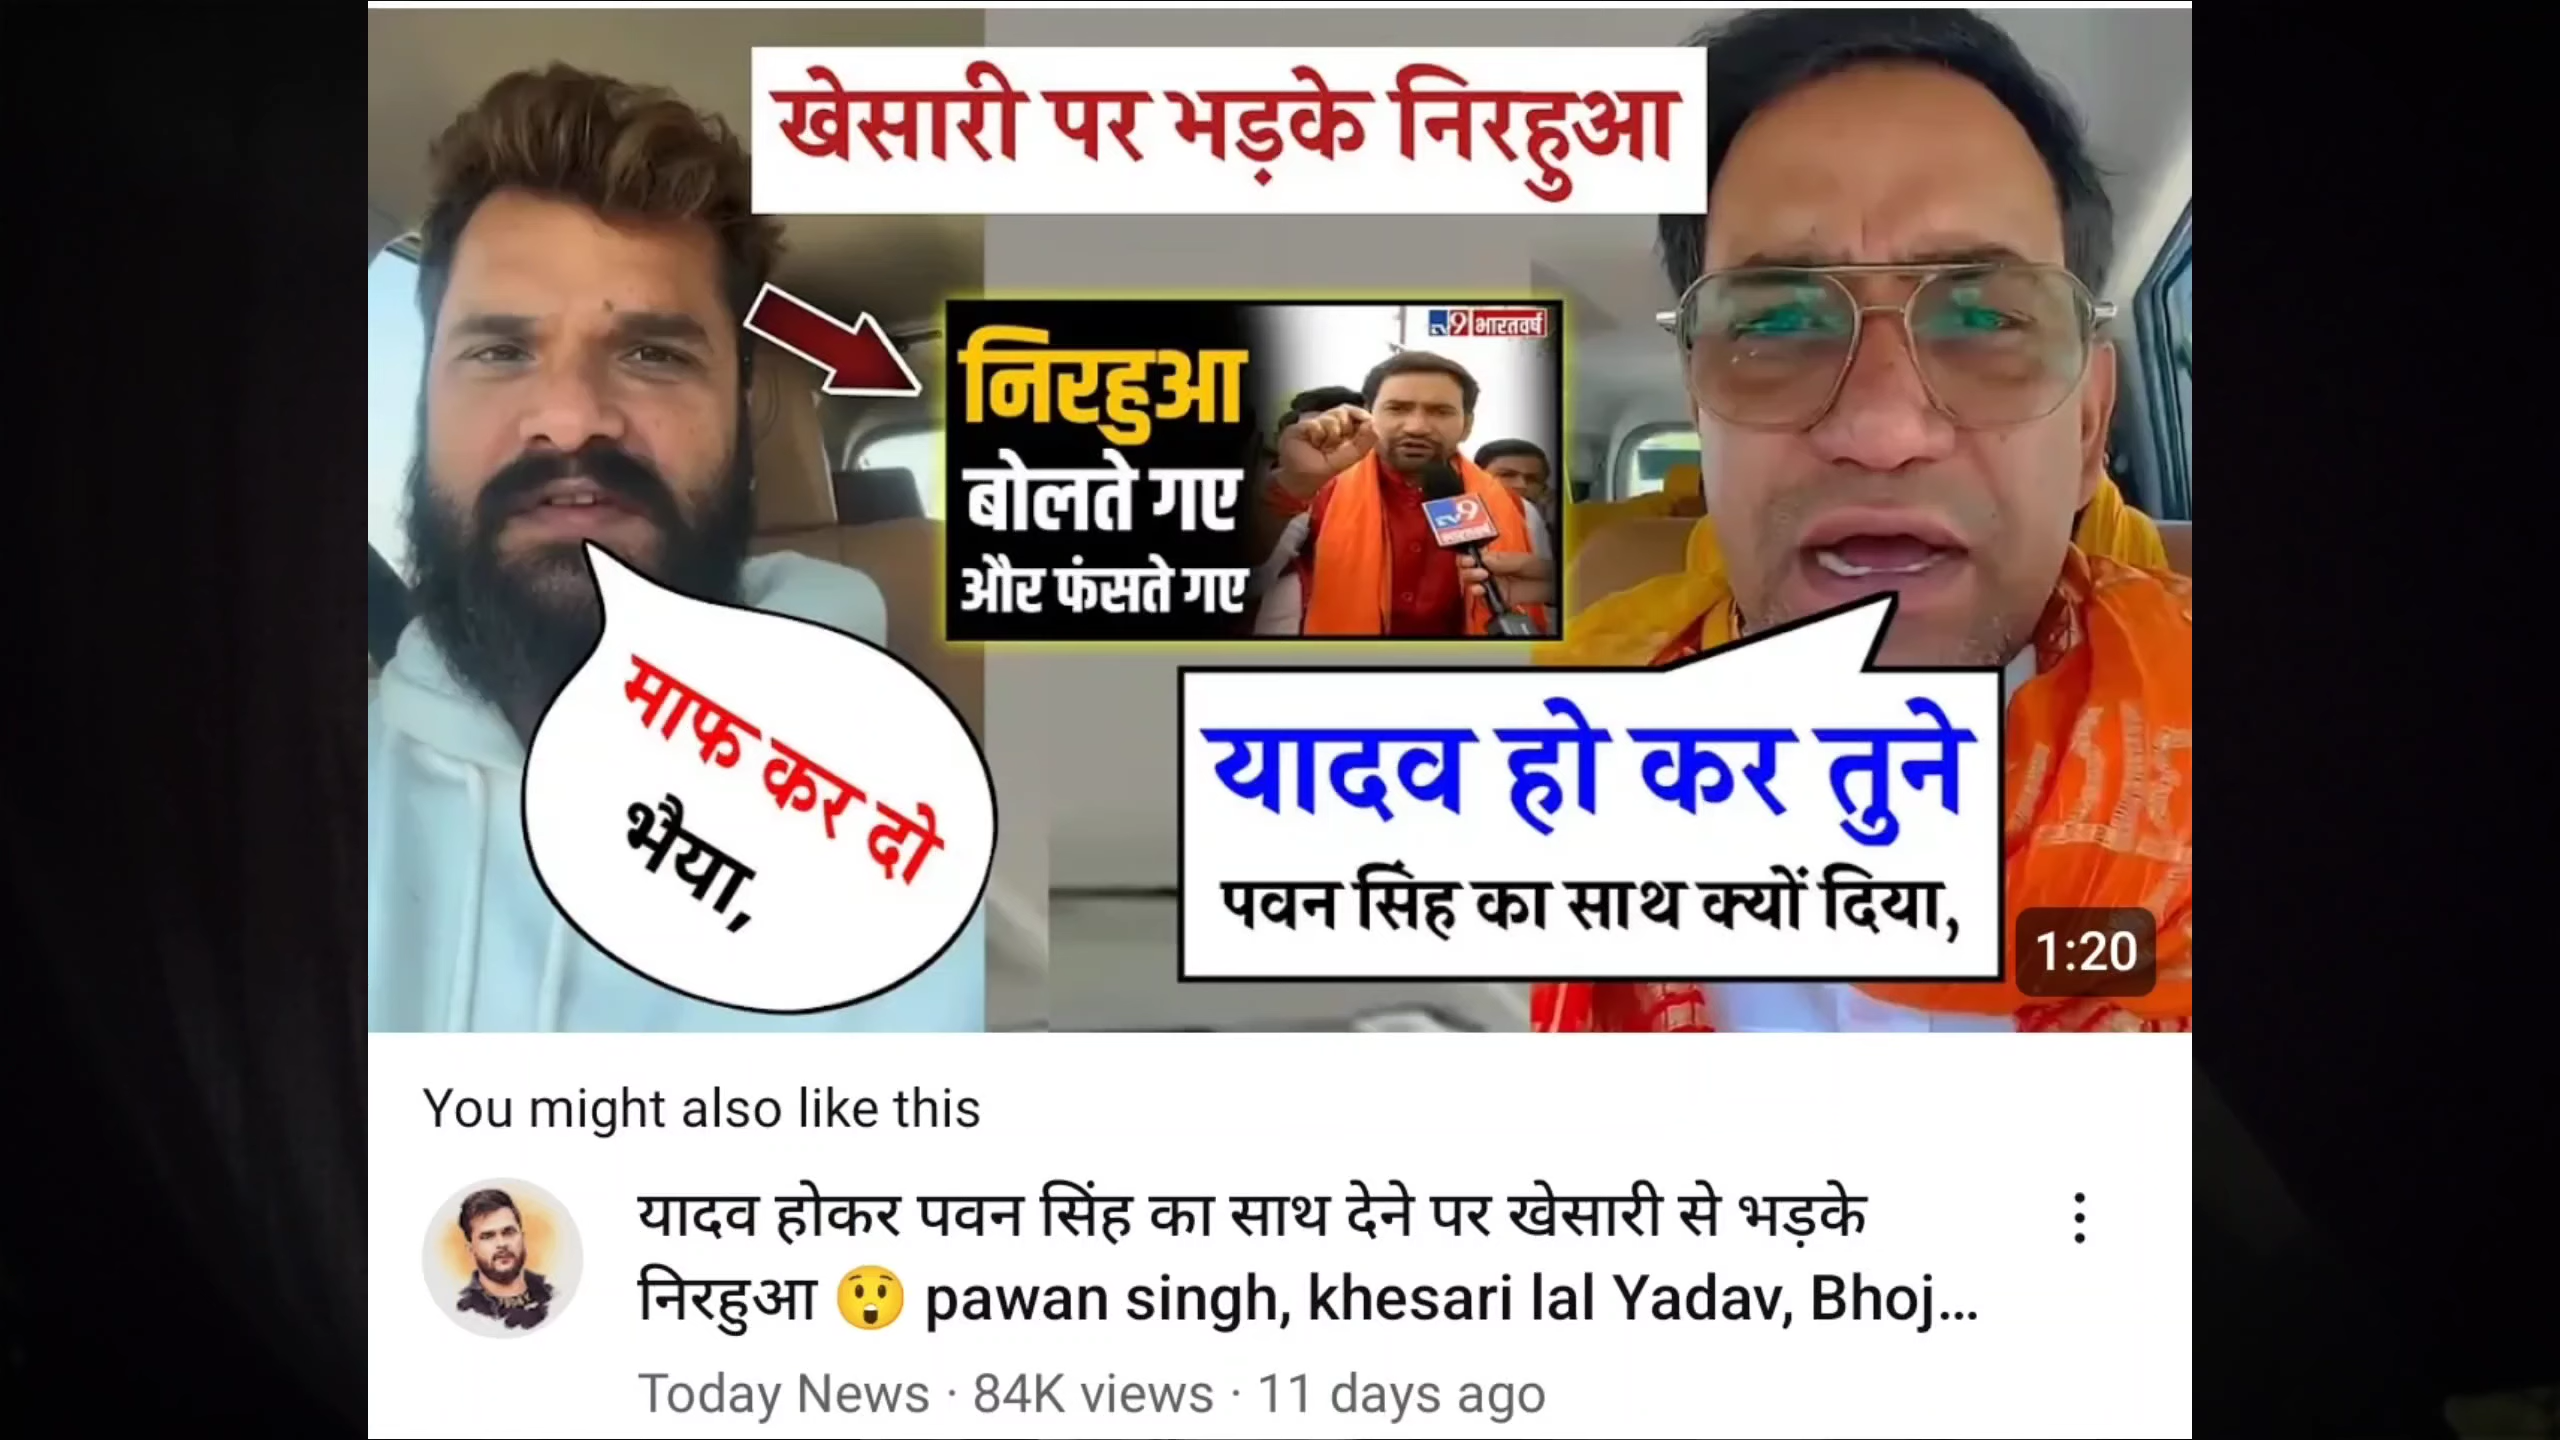 खेसारी पर भड़के निरहुआ
TV9 भारतवर्ष
निरहुआ
बोलते गए
और फंसते गए
TV9
माफ कर दो
भैया,
यादव हो कर तुने
पवन सिंह का साथ क्यों दिया,
1:20
You might also like this
यादव होकर पवन सिंह का साथ देने पर खेसारी से भड़के
निरहुआ 😲 pawan singh, khesari lal Yadav, Bhoj...
Today News · 84K views · 11 days ago